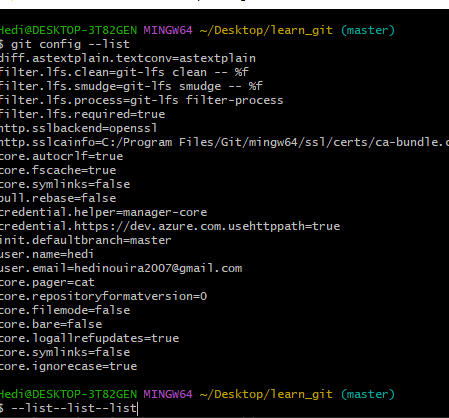 Hedi@DESKTOP-3T82GEN MINGW64 ~/Desktop/learn_git (master)
$ git config --list
diff.astextplain.textconv=astextplain
filter.lfs.clean=git-lfs clean -- %f
filter.lfs.smudge=git-lfs smudge -- %f
filter.lfs.process=git-lfs filter-process
filter.lfs.required=true
http.sslbackend=openssl
http.sslcainfo=C:/Program Files/Git/mingw64/ssl/certs/ca-bundle.c
core.autocrlf=true
core.fscache=true
core.symlinks=false
pull.rebase=false
credential.helper=manager-core
credential.https://dev.azure.com.usehttppath=true
init.defaultbranch=master
user.name=hedi
user.email=hedinouira2007@gmail.com
core.pager=cat
core.repositoryformatversion=0
core.filemode=false
core.bare=false
core.logallrefupdates=true
core.symlinks=false
core.ignorecase=true
Hedi@DESKTOP-3T82GEN MINGW64 ~/Desktop/learn_git (master)
$ --list--list--list